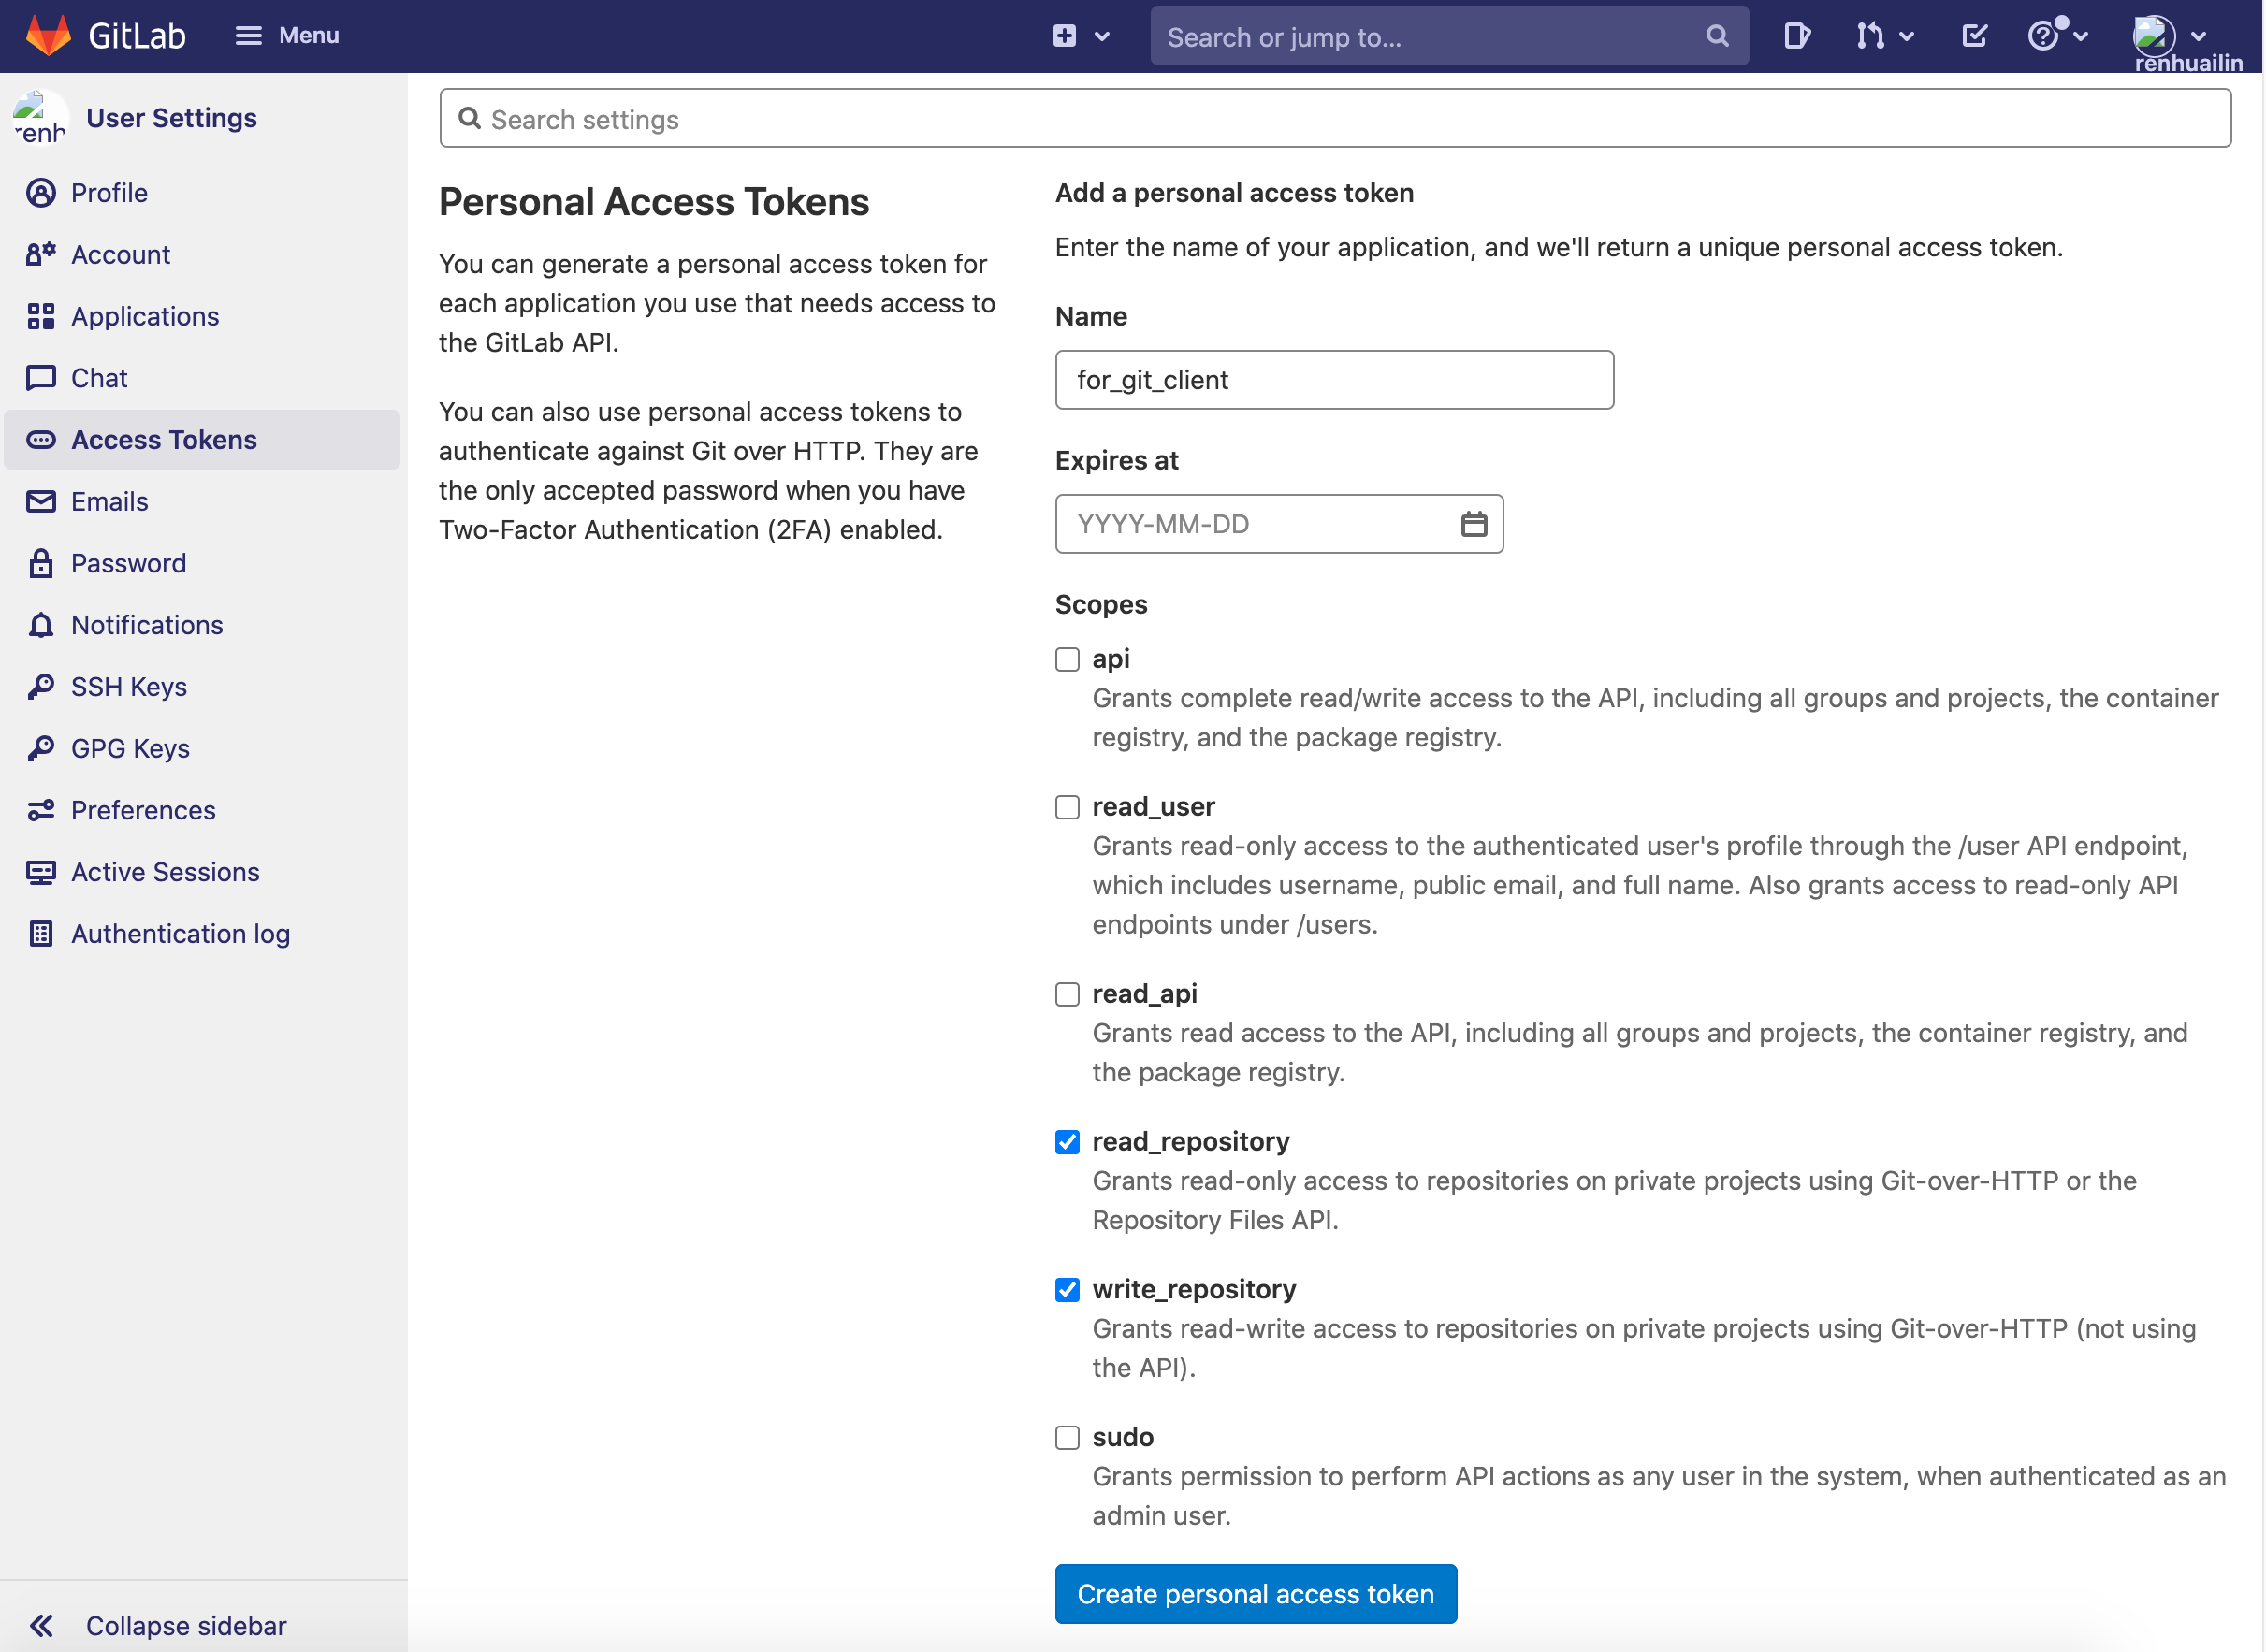 GitLab
Menu
Search or jump to...
renhuailin
renh
User Settings
Profile
Account
Applications
Chat
Access Tokens
Emails
Password
Notifications
SSH Keys
GPG Keys
Preferences
Active Sessions
Authentication log
Collapse sidebar
Search settings
Personal Access Tokens
You can generate a personal access token for
each application you use that needs access to
the GitLab API.
You can also use personal access tokens to
authenticate against Git over HTTP. They are
the only accepted password when you have
Two-Factor Authentication (2FA) enabled.
Add a personal access token
Enter the name of your application, and we'll return a unique personal access token.
Name
for_git_client
Expires at
YYYY-MM-DD
Scopes
api
Grants complete read/write access to the API, including all groups and projects, the container
registry, and the package registry.
read_user
Grants read-only access to the authenticated user's profile through the /user API endpoint,
which includes username, public email, and full name. Also grants access to read-only API
endpoints under /users.
read_api
Grants read access to the API, including all groups and projects, the container registry, and
the package registry.
read_repository
Grants read-only access to repositories on private projects using Git-over-HTTP or the
Repository Files API.
write_repository
Grants read-write access to repositories on private projects using Git-over-HTTP (not using
the API).
sudo
Grants permission to perform API actions as any user in the system, when authenticated as an
admin user.
Create personal access token